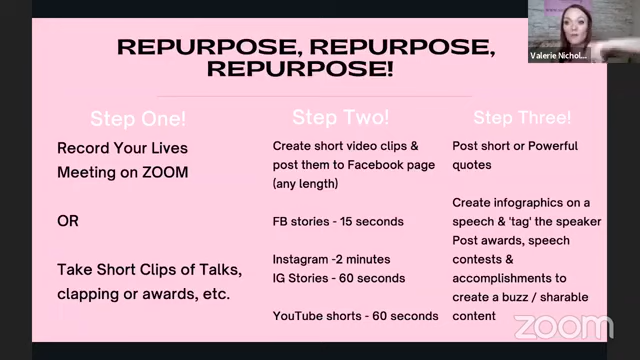 REPURPOSE, REPURPOSE,
REPURPOSE!
Step One!
Record Your Lives
Meeting on ZOOM
OR
Take Short Clips of Talks,
clapping or awards, etc.
Step Two!
Create short video clips &
post them to Facebook page
(any length)
FB stories - 15 seconds
Instagram -2 minutes
IG Stories - 60 seconds
YouTube shorts - 60 seconds
Step Three!
Post short or Powerful
quotes
Create infographics on a
speech & 'tag' the speaker
Post awards, speech
contests &
accomplishments to
create a buzz / sharable
content
Valerie Nichol...
zoom